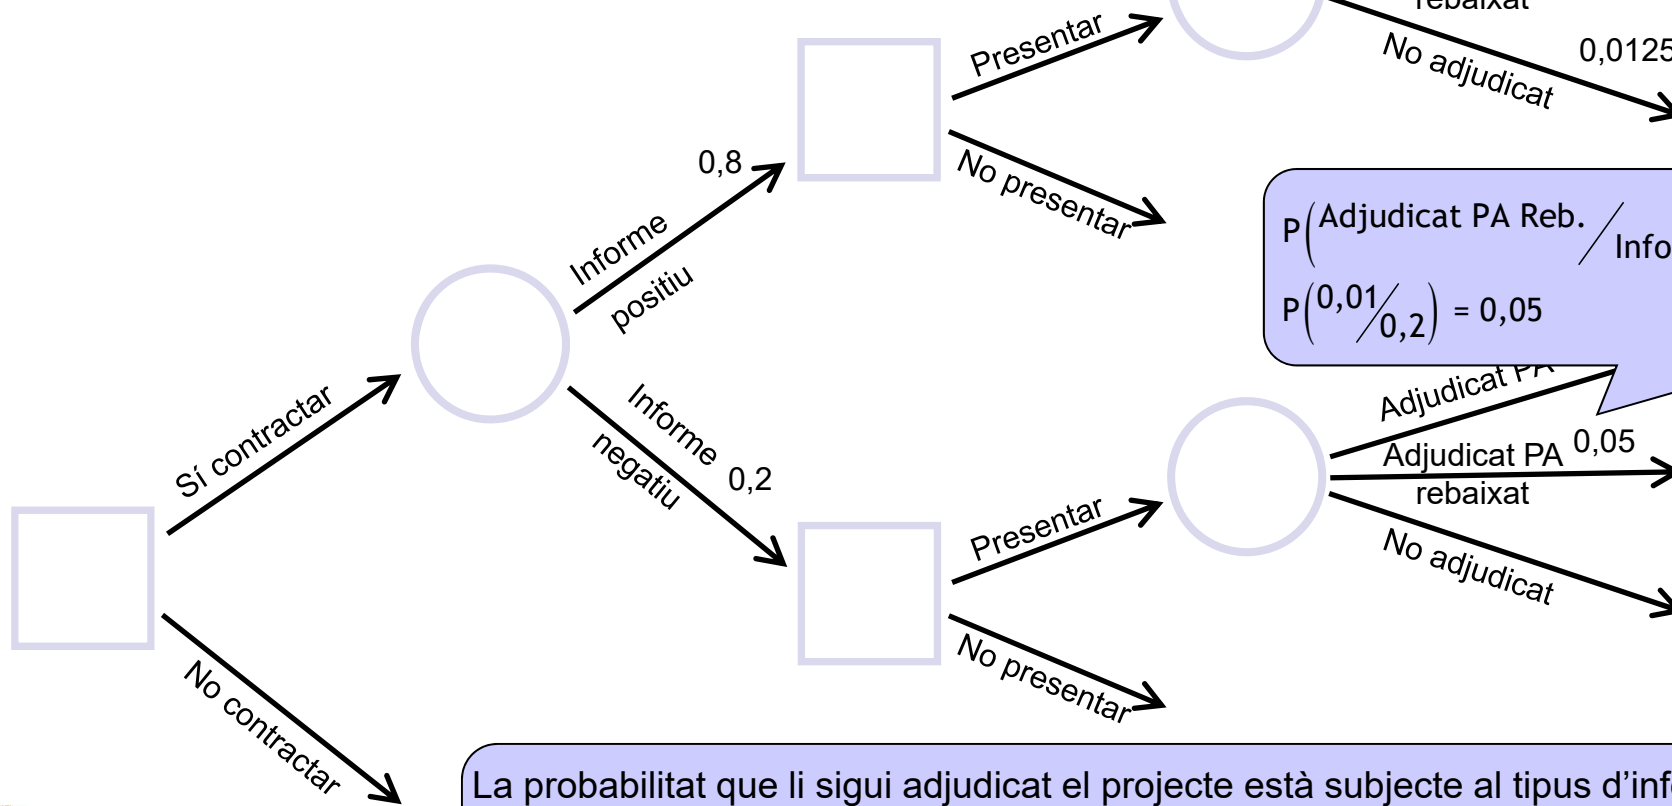 rebaixat
Presentar
No adjudicat
0,0125
No presentar
0,8
Informe
positiu
P(Adjudicat PA Reb./Info
P(0,01/0,2) = 0,05
Sí contractar
Informe
negatiu
0,2
Adjudicat PA
Adjudicat PA
0,05
rebaixat
Presentar
No adjudicat
No presentar
No contractar
La probabilitat que li sigui adjudicat el projecte està subjecte al tipus d’inf